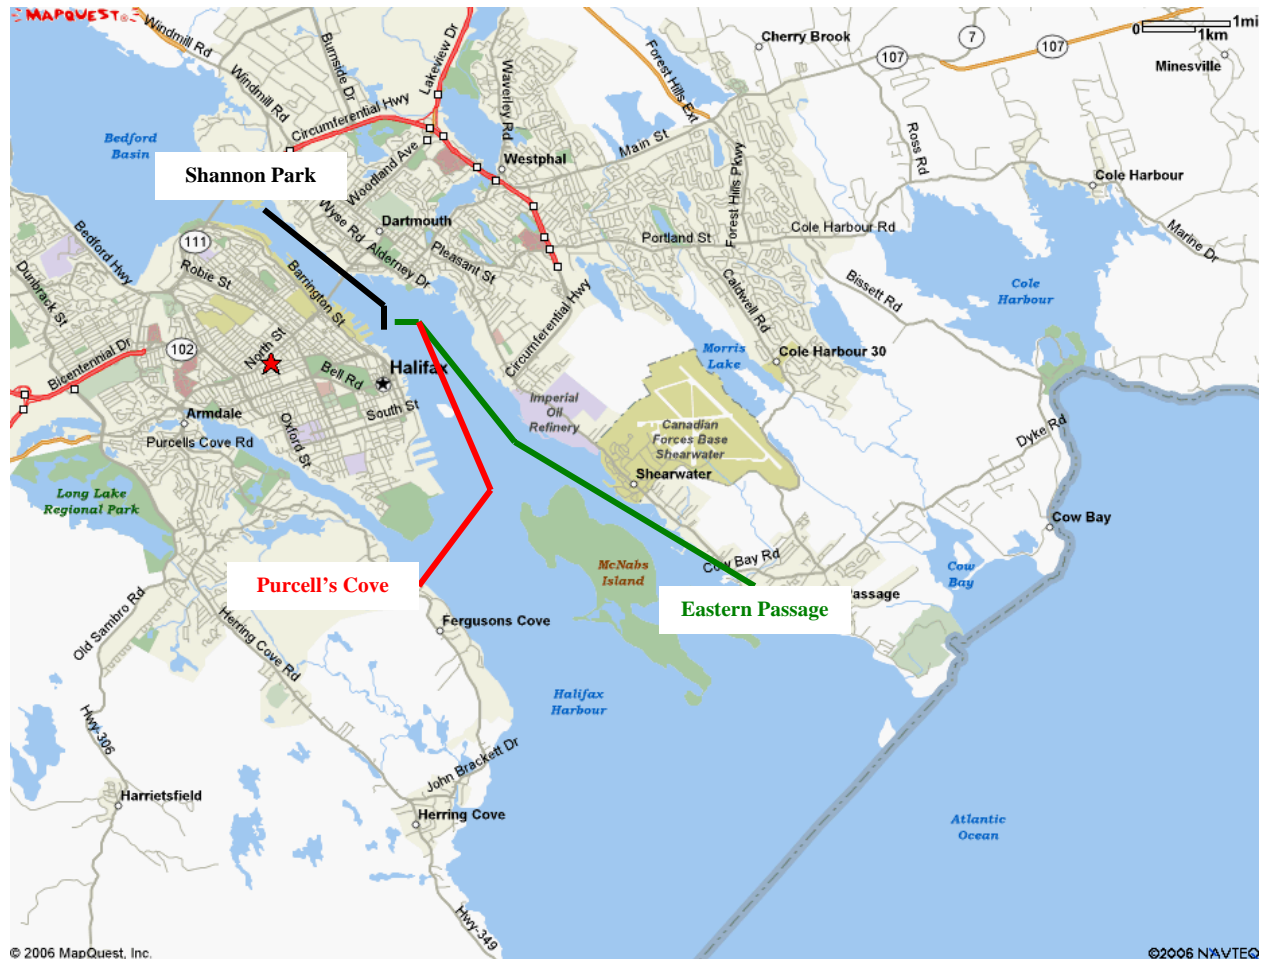 MAPQUEST®
Windmill Rd
Burnside Dr
Lakeview Dr
Waverley Rd
Forest Hills Ext
Cherry Brook
7
107
107
1mi
0
1km
Minesville
Windmill Rd
Circumferential Hwy
Main St
Ross Rd
Bedford
Basin
Woodland Ave
Westphal
Shannon Park
Forest Hills Pkwy
Cole Harbour
Wyse Rd
Dartmouth
Alderney Dr
Pleasant St
Portland St
Cole Harbour Rd
Marine Dr
Bedford Hwy
111
Robie St
Barrington St
Dunbrack St
Caldwell Rd
Bissett Rd
Cole
Harbour
Circumferential Hwy
102
North St
Bicentennial Dr
Bell Rd
Halifax
Morris
Lake
Cole Harbour 30
South St
Imperial
Oil
Refinery
Armdale
Purcells Cove Rd
Oxford St
Canadian
Forces Base
Shearwater
Dyke Rd
Shearwater
Long Lake
Regional Park
Cow Bay
Cow Bay Rd
McNabs
Island
Cow
Bay
Purcell's Cove
Eastern Passage
assage
Old Sambro Rd
Herring Cove Rd
Fergusons Cove
Halifax
Harbour
Hwy-306
John Brackett Dr
Harrietsfield
Herring Cove
Atlantic
Ocean
Hwy-349
© 2006 MapQuest, Inc.
©2006 NAVTEQ